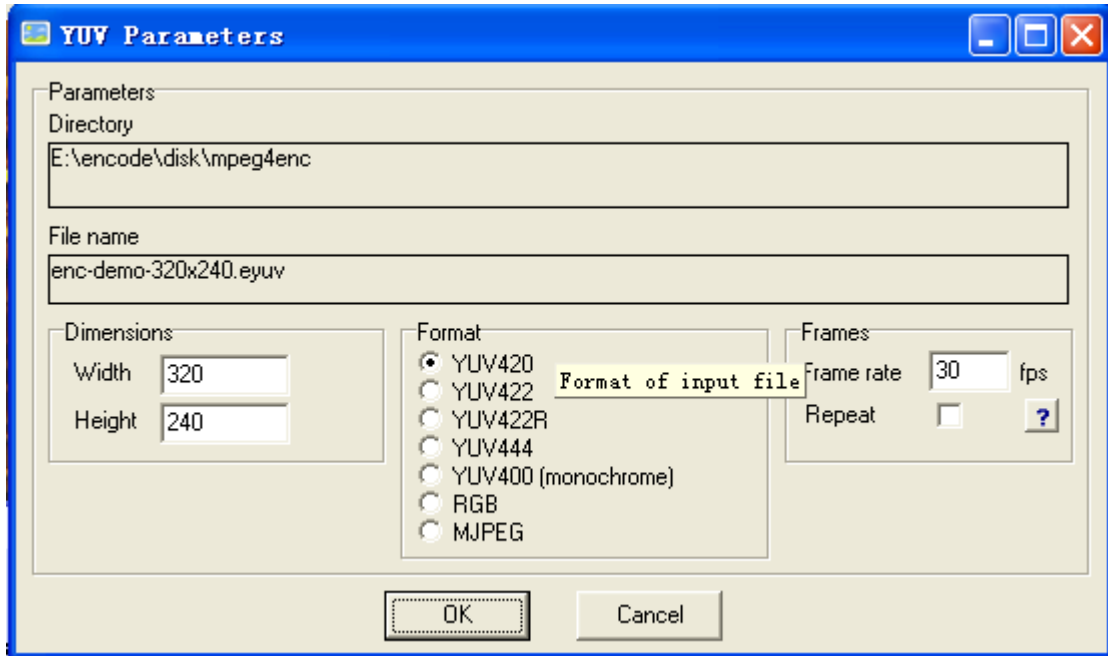 YUV Parameters
Parameters
Directory
E:\encode\disk\mpeg4enc
File name
enc-demo-320x240.eyuv
Dimensions
Width 320
Height 240
Format
YUV420
YUV422
YUV422R
YUV444
YUV400 (monochrome)
RGB
MJPEG
Format of input file
Frames
Frame rate 30 fps
Repeat ?
OK Cancel